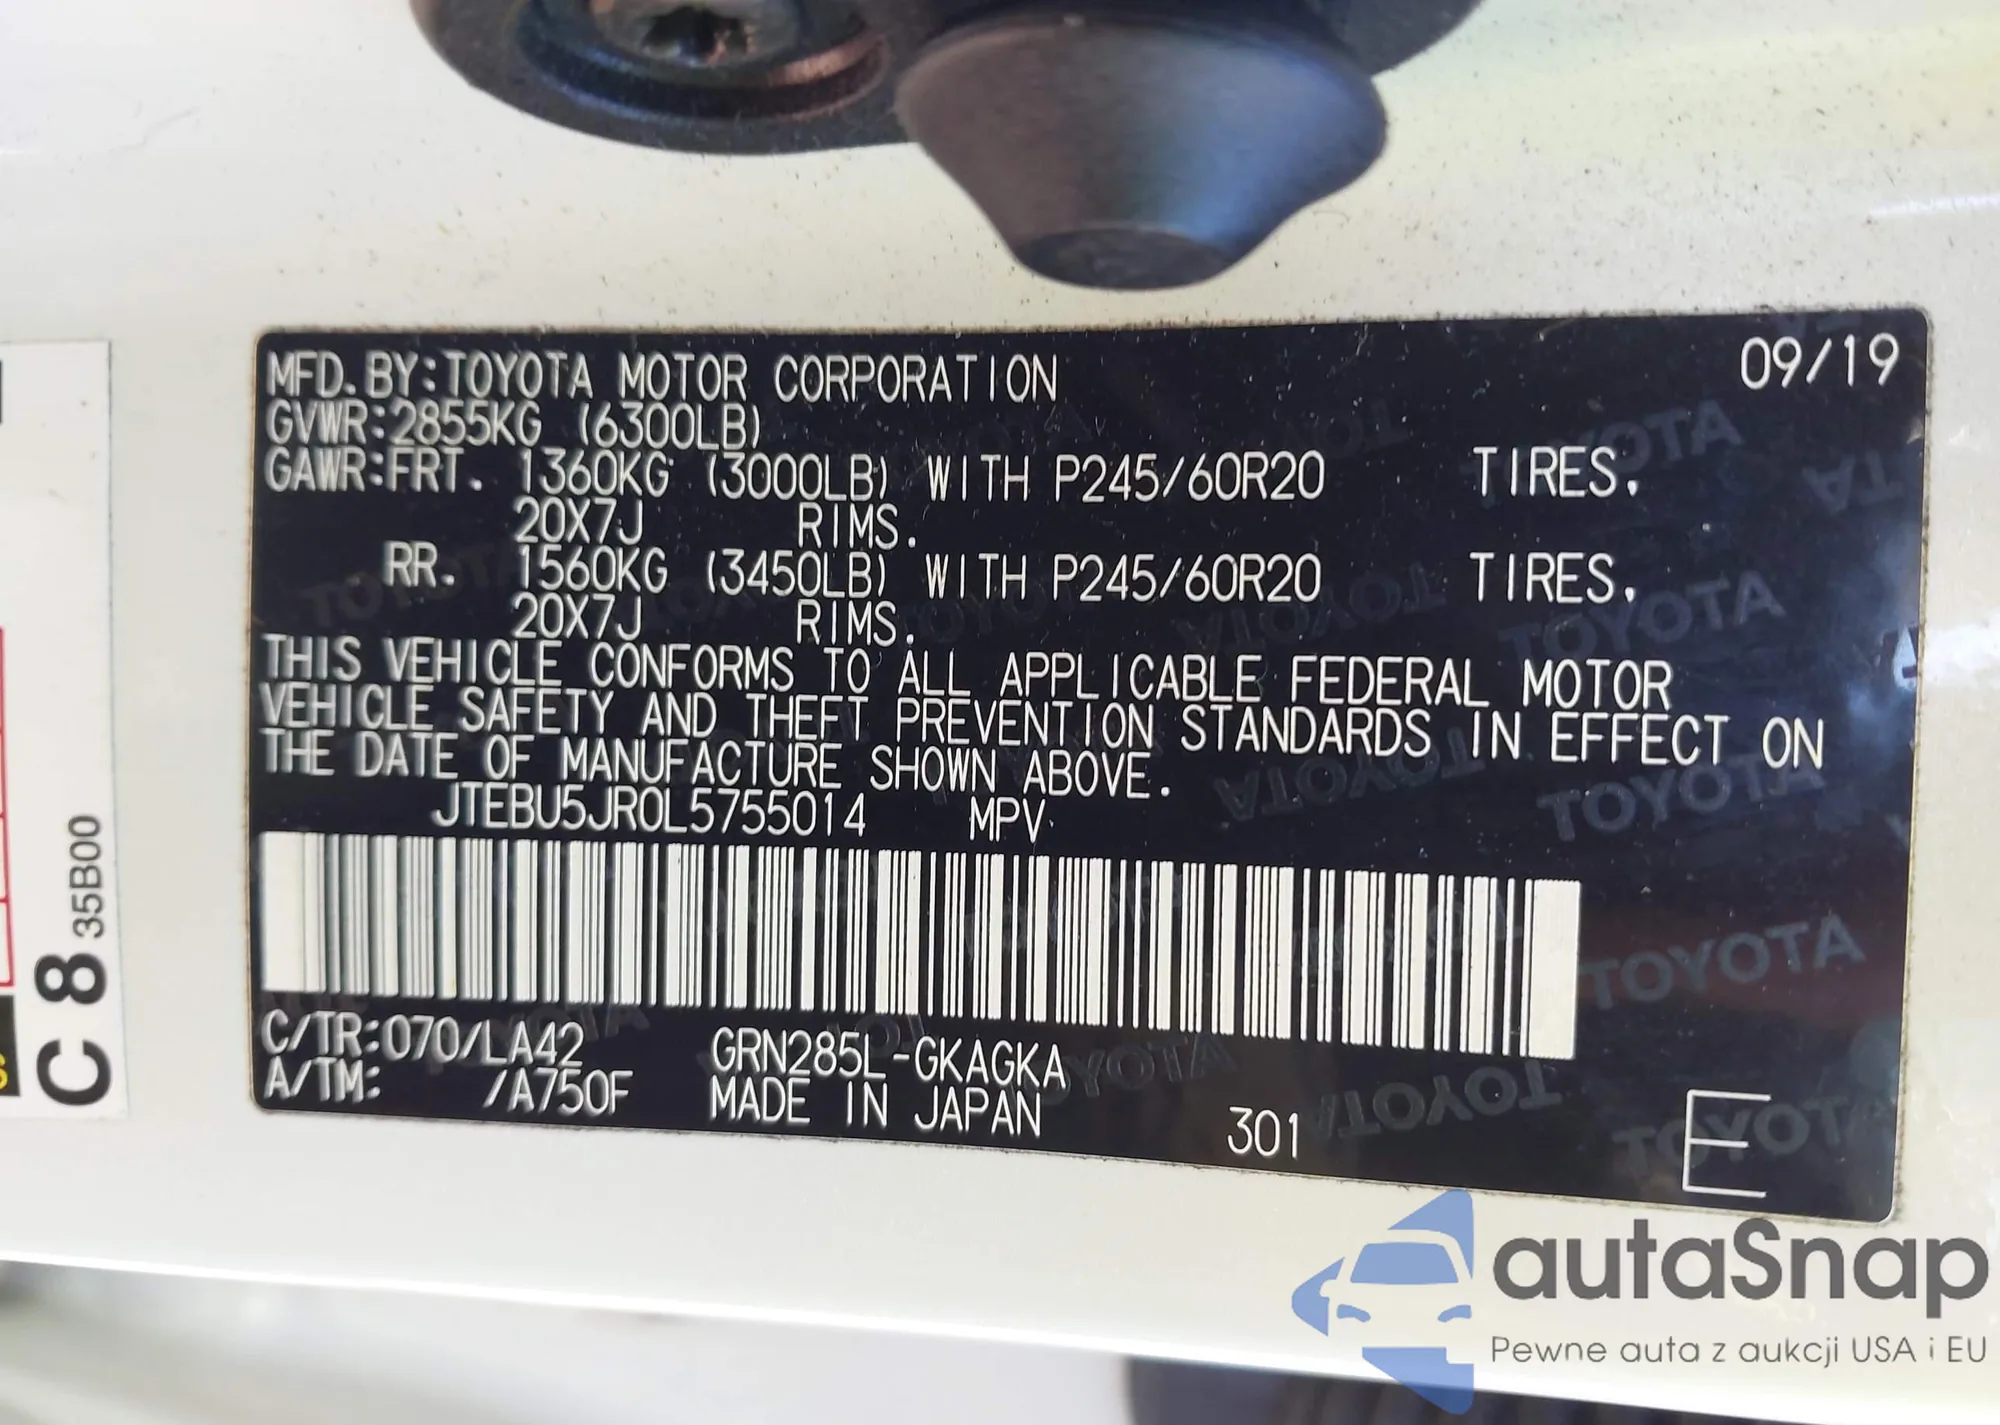 MFD.BY:TOYOTA MOTOR CORPORATION 09/19
GVWR:2855KG (6300LB)
GAWR:FRT. 1360KG (3000LB) WITH P245/60R20 TIRES,
20X7J RIMS.
RR. 1560KG (3450LB) WITH P245/60R20 TIRES,
20X7J RIMS.
THIS VEHICLE CONFORMS TO ALL APPLICABLE FEDERAL MOTOR
VEHICLE SAFETY AND THEFT PREVENTION STANDARDS IN EFFECT ON
THE DATE OF MANUFACTURE SHOWN ABOVE.
JTEBU5JR0L5755014 MPV
C/TR:070/LA42 GRN285L-GKAGKA
A/TM: /A750F MADE IN JAPAN 301 E
C 8 35B00
autaSnap
Pewne auta z aukcji USA i EU